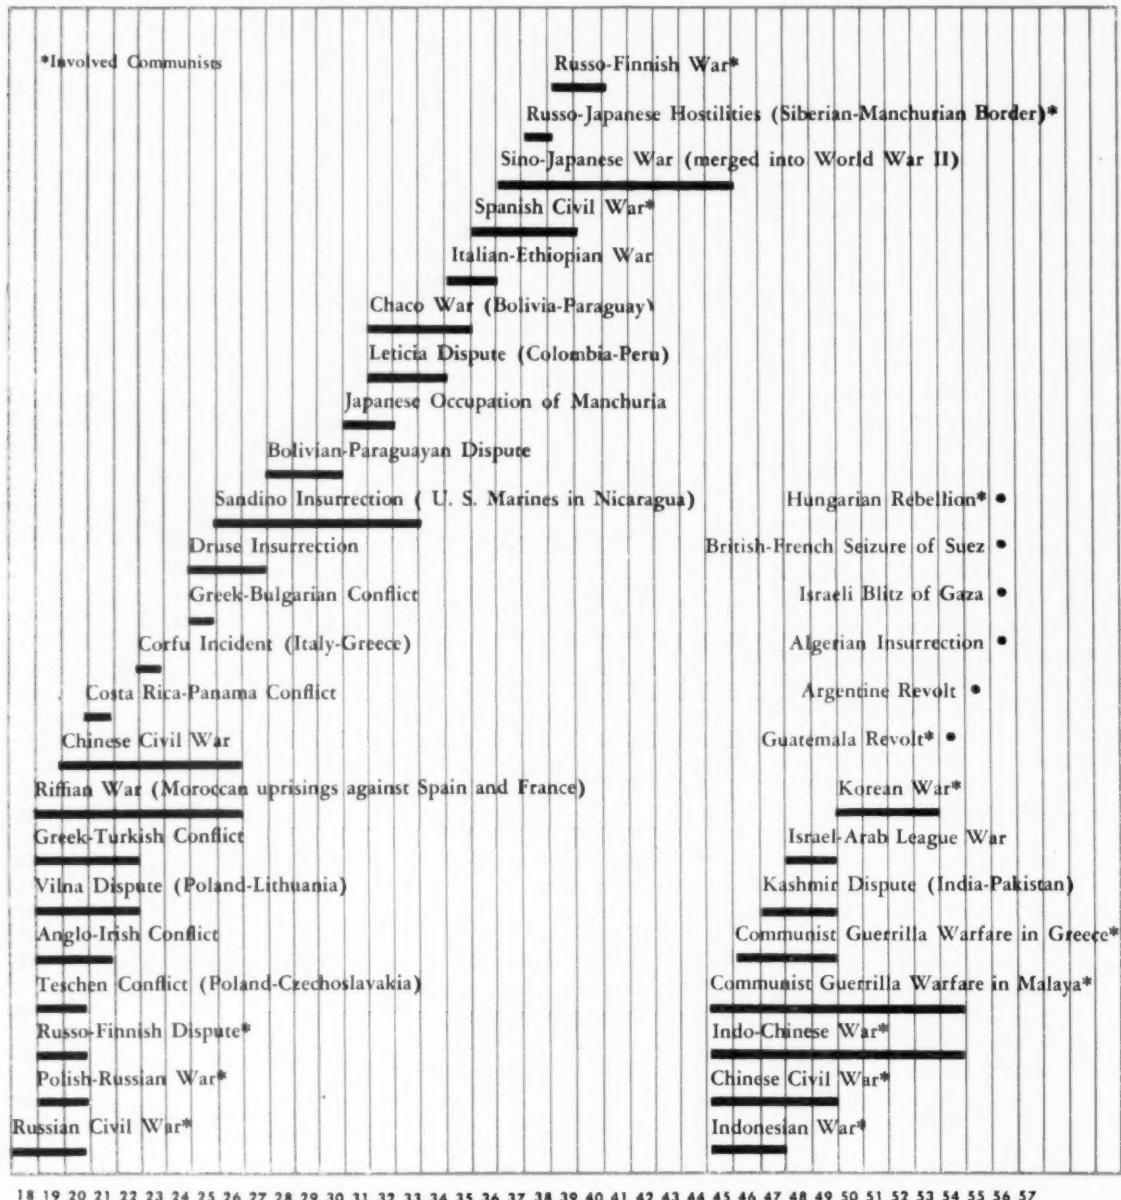 *Involved Communists
Russo-Finnish War*
Russo-Japanese Hostilities (Siberian-Manchurian Border)*
Sino-Japanese War (merged into World War II)
Spanish Civil War*
Italian-Ethiopian War
Chaco War (Bolivia-Paraguay)
Leticia Dispute (Colombia-Peru)
Japanese Occupation of Manchuria
Bolivian-Paraguayan Dispute
Sandino Insurrection ( U. S. Marines in Nicaragua)
Hungarian Rebellion*
Druse Insurrection
British-French Seizure of Suez
Greek-Bulgarian Conflict
Israeli Blitz of Gaza
Corfu Incident (Italy-Greece)
Algerian Insurrection
Costa Rica-Panama Conflict
Argentine Revolt
Chinese Civil War
Guatemala Revolt*
Riffian War (Moroccan uprisings against Spain and France)
Korean War*
Greek-Turkish Conflict
Israel-Arab League War
Vilna Dispute (Poland-Lithuania)
Kashmir Dispute (India-Pakistan)
Anglo-Irish Conflict
Communist Guerrilla Warfare in Greece*
Teschen Conflict (Poland-Czechoslavakia)
Communist Guerrilla Warfare in Malaya*
Russo-Finnish Dispute*
Indo-Chinese War*
Polish-Russian War*
Chinese Civil War*
Russian Civil War*
Indonesian War*
18 19 20 21 22 23 24 25 26 27 28 29 30 31 32 33 34 35 36 37 38 39 40 41 42 43 44 45 46 47 48 49 50 51 52 53 54 55 56 57